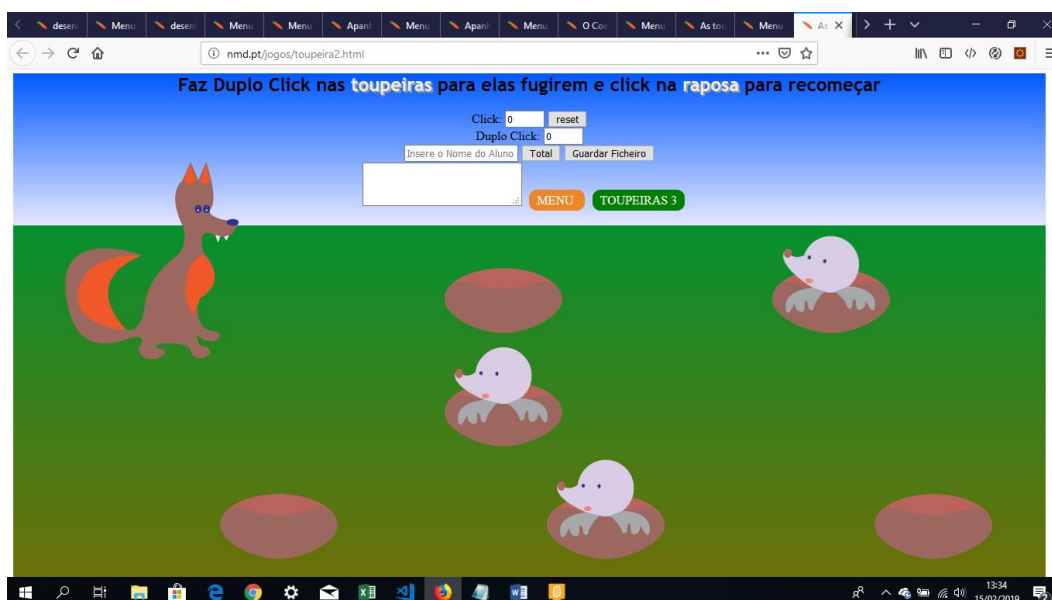 desen
Menu
desen
Menu
Menu
Apanh
Menu
Apanh
Menu
O Coe
Menu
As tou
Menu
As
nmd.pt/jogos/toupeira2.html
Faz Duplo Click nas toupeiras para elas fugirem e click na raposa para recomeçar
Click: 0 reset
Duplo Click: 0
Insere o Nome do Aluno Total Guardar Ficheiro
MENU TOUPEIRAS 3
13:34
15/02/2019